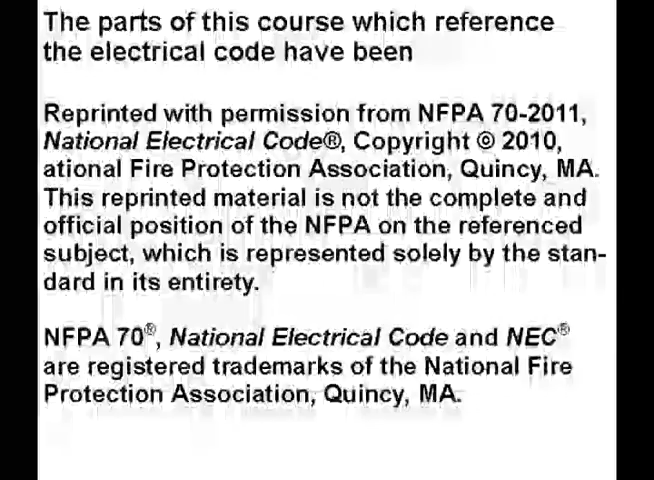 The parts of this course which reference
the electrical code have been
Reprinted with permission from NFPA 70-2011,
National Electrical Code®, Copyright © 2010,
ational Fire Protection Association, Quincy, MA.
This reprinted material is not the complete and
official position of the NFPA on the referenced
subject, which is represented solely by the stan-
dard in its entirety.
NFPA 70®, National Electrical Code and NEC®
are registered trademarks of the National Fire
Protection Association, Quincy, MA.